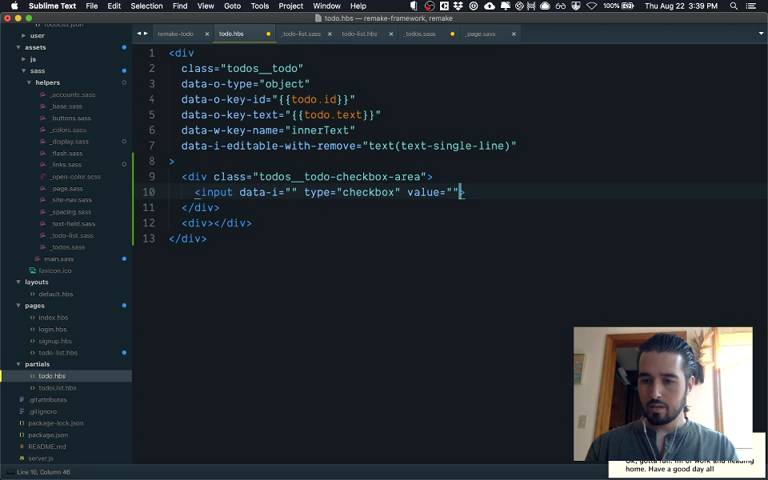 Sublime Text File Edit Selection Find View Goto Tools Project Window Help 100% Thu Aug 22 3:39 PM
todo.hbs — remake-framework, remake
remake-todo todo.hbs _todo-list.sass todo-list.hbs _todos.sass _page.sass
user
assets
js
sass
helpers
_accounts.sass
_base.sass
_buttons.sass
_colors.sass
_display.sass
_flash.sass
_links.sass
_open-color.scss
_page.sass
_site-nav.sass
_spacing.sass
_text-field.sass
_todo-list.sass
_todos.sass
main.sass
favicon.ico
layouts
default.hbs
pages
index.hbs
login.hbs
signup.hbs
todo-list.hbs
partials
todo.hbs
todoList.hbs
.gitattributes
.gitignore
package-lock.json
package.json
README.md
server.js
1 <div
2 class="todos__todo"
3 data-o-type="object"
4 data-o-key-id="{{todo.id}}"
5 data-o-key-text="{{todo.text}}"
6 data-w-key-name="innerText"
7 data-i-editable-with-remove="text(text-single-line)"
8 >
9 <div class="todos__todo-checkbox-area">
10 <input data-i="" type="checkbox" value="">
11 </div>
12 <div></div>
13 </div>
home. Have a good day all
Line 10, Column 46